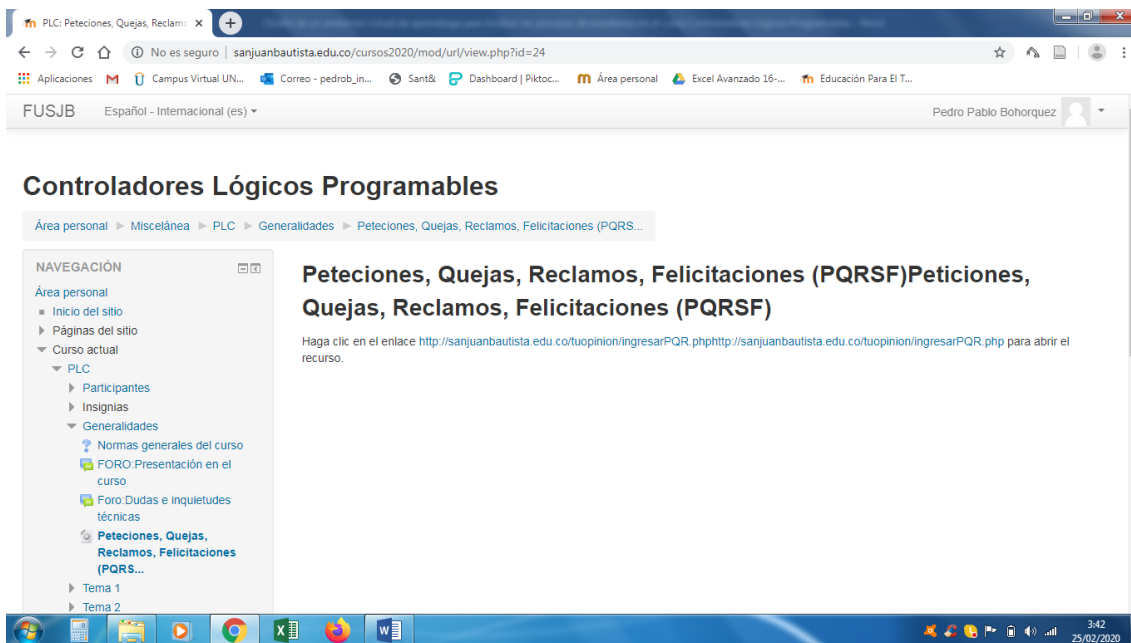 PLC: Peteciones, Quejas, Reclamo
No es seguro | sanjuanbautista.edu.co/cursos2020/mod/url/view.php?id=24
Aplicaciones Campus Virtual UN... Correo - pedrob_in... Sant& Dashboard | Piktoc... Área personal Excel Avanzado 16-... Educación Para El T...
FUSJB Español - Internacional (es) Pedro Pablo Bohorquez
Controladores Lógicos Programables
Área personal ▶ Miscelánea ▶ PLC ▶ Generalidades ▶ Peteciones, Quejas, Reclamos, Felicitaciones (PQRS...
NAVEGACIÓN
Área personal
Inicio del sitio
Páginas del sitio
Curso actual
PLC
Participantes
Insignias
Generalidades
Normas generales del curso
FORO:Presentación en el
curso
Foro:Dudas e inquietudes
técnicas
Peteciones, Quejas,
Reclamos, Felicitaciones
(PQRS...
Tema 1
Tema 2
Peteciones, Quejas, Reclamos, Felicitaciones (PQRSF)Peticiones,
Quejas, Reclamos, Felicitaciones (PQRSF)
Haga clic en el enlace http://sanjuanbautista.edu.co/tuopinion/ingresarPQR.phphttp://sanjuanbautista.edu.co/tuopinion/ingresarPQR.php para abrir el
recurso.
3:42
25/02/2020